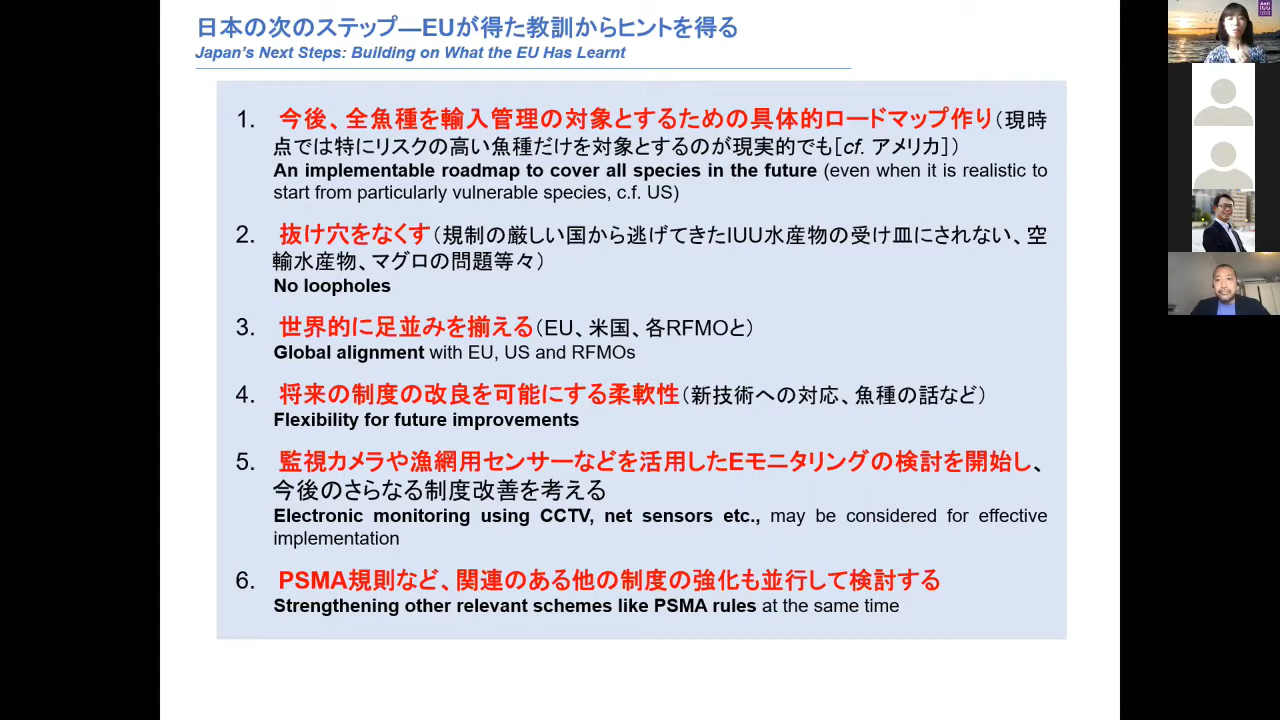 日本の次のステップ―EUが得た教訓からヒントを得る
Japan's Next Steps: Building on What the EU Has Learnt
1. 今後、全魚種を輸入管理の対象とするための具体的ロードマップ作り（現時
点では特にリスクの高い魚種だけを対象とするのが現実的でも[cf. アメリカ]）
An implementable roadmap to cover all species in the future (even when it is realistic to
start from particularly vulnerable species, c.f. US)
2. 抜け穴をなくす（規制の厳しい国から逃げてきたIUU水産物の受け皿にされない、空
輸水産物、マグロの問題等々）
No loopholes
3. 世界的に足並みを揃える（EU、米国、各RFMOと）
Global alignment with EU, US and RFMOs
4. 将来の制度の改良を可能にする柔軟性（新技術への対応、魚種の話など）
Flexibility for future improvements
5. 監視カメラや漁網用センサーなどを活用したEモニタリングの検討を開始し、
今後のさらなる制度改善を考える
Electronic monitoring using CCTV, net sensors etc., may be considered for effective
implementation
6. PSMA規則など、関連のある他の制度の強化も並行して検討する
Strengthening other relevant schemes like PSMA rules at the same time
Anti
IUU